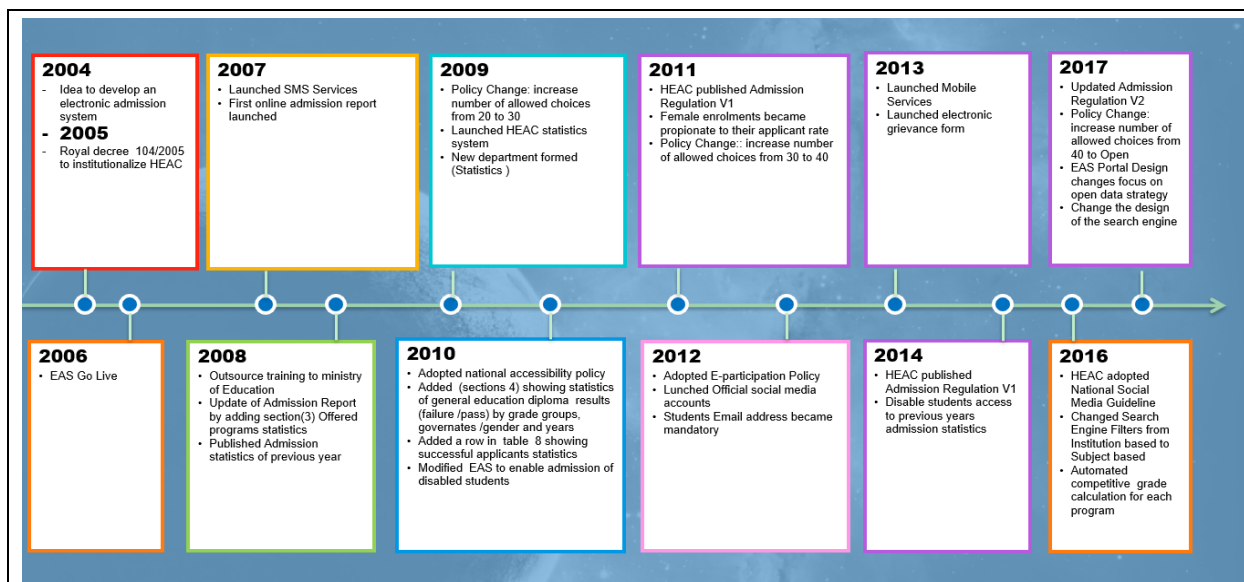 2004
- Idea to develop an
electronic admission
system
- 2005
- Royal decree 104/2005
to institutionalize HEAC
2007
• Launched SMS Services
• First online admission report
launched
2009
• Policy Change: increase
number of allowed choices
from 20 to 30
• Launched HEAC statistics
system
• New department formed
(Statistics )
2011
• HEAC published Admission
Regulation V1
• Female enrolments became
propionate to their applicant rate
• Policy Change:: increase number
of allowed choices from 30 to 40
2013
• Launched Mobile
Services
• Launched electronic
grievance form
2017
• Updated Admission
Regulation V2
• Policy Change:
increase number of
allowed choices from
40 to Open
• EAS Portal Design
changes focus on
open data strategy
• Change the design
of the search engine
2006
• EAS Go Live
2008
• Outsource training to ministry
of Education
• Update of Admission Report
by adding section(3) Offered
programs statistics
• Published Admission
statistics of previous year
2010
• Adopted national accessibility policy
• Added (sections 4) showing statistics
of general education diploma results
(failure /pass) by grade groups,
governates /gender and years
• Added a row in table 8 showing
successful applicants statistics
• Modified EAS to enable admission of
disabled students
2012
• Adopted E-participation Policy
• Lunched Official social media
accounts
• Students Email address became
mandatory
2014
• HEAC published
Admission Regulation V1
• Disable students access
to previous years
admission statistics
2016
• HEAC adopted
National Social
Media Guideline
• Changed Search
Engine Filters from
Institution based to
Subject based
• Automated
competitive grade
calculation for each
program